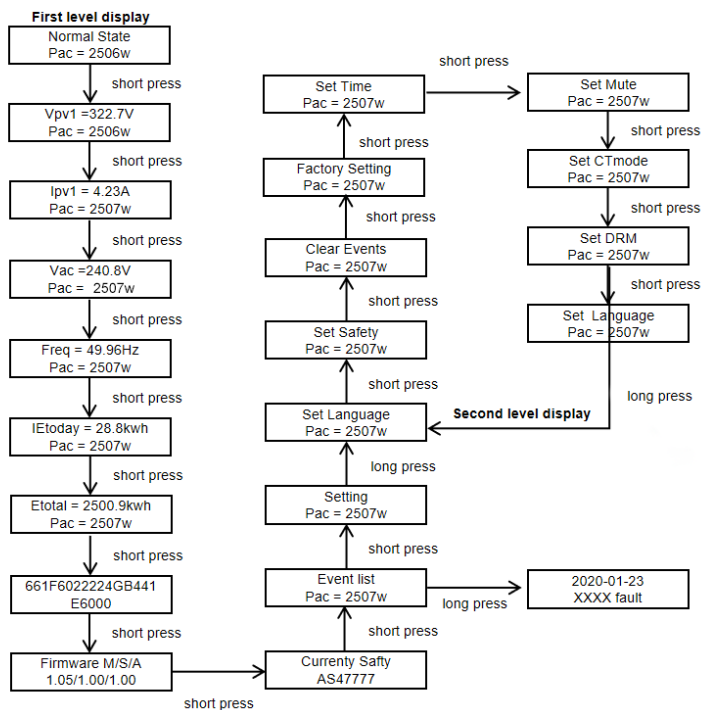 First level display
Normal State
Pac = 2506w
short press
Vpv1 =322.7V
Pac = 2506w
short press
Ipv1 = 4.23A
Pac = 2507w
short press
Vac =240.8V
Pac = 2507w
short press
Freq = 49.96Hz
Pac = 2507w
short press
IEtoday = 28.8kwh
Pac = 2507w
short press
Etotal = 2500.9kwh
Pac = 2507w
short press
661F6022224GB441
E6000
short press
Firmware M/S/A
1.05/1.00/1.00
short press
Currenty Safty
AS47777
short press
Event list
Pac = 2507w
long press
2020-01-23
XXXX fault
short press
Setting
Pac = 2507w
long press
Set Language
Pac = 2507w
Second level display
short press
Set Safety
Pac = 2507w
short press
Clear Events
Pac = 2507w
short press
Factory Setting
Pac = 2507w
short press
Set Time
Pac = 2507w
short press
Set Mute
Pac = 2507w
short press
Set CTmode
Pac = 2507w
short press
Set DRM
Pac = 2507w
short press
Set Language
Pac = 2507w
long press